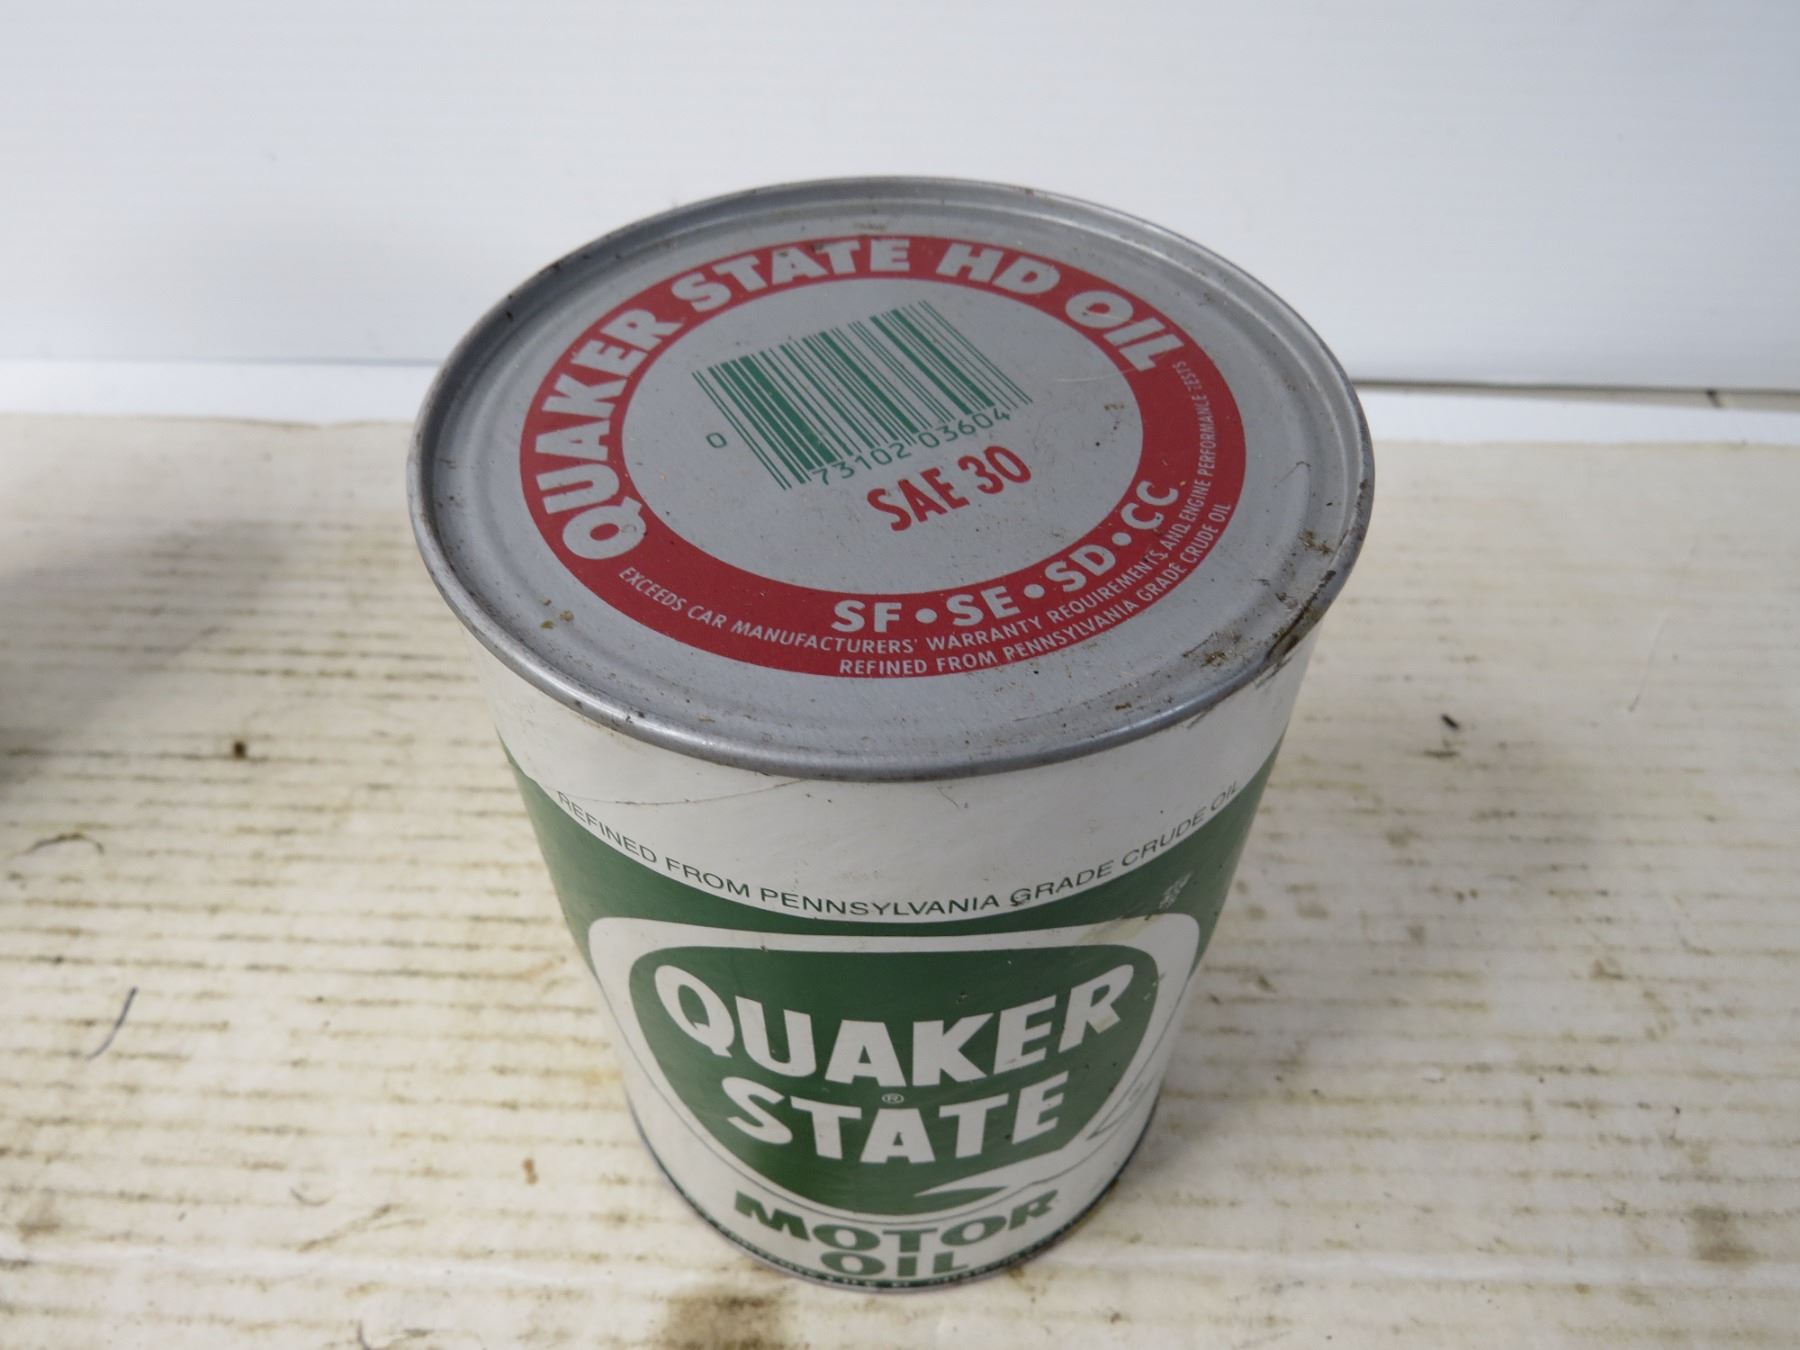 QUAKER STATE HD OIL
0 73102 03604
SAE 30
SF • SE • SD • CC
EXCEEDS CAR MANUFACTURERS' WARRANTY REQUIREMENTS AND ENGINE PERFORMANCE TESTS
REFINED FROM PENNSYLVANIA GRADE CRUDE OIL
REFINED FROM PENNSYLVANIA GRADE CRUDE OIL
QUAKER
STATE ®
MOTOR
OIL